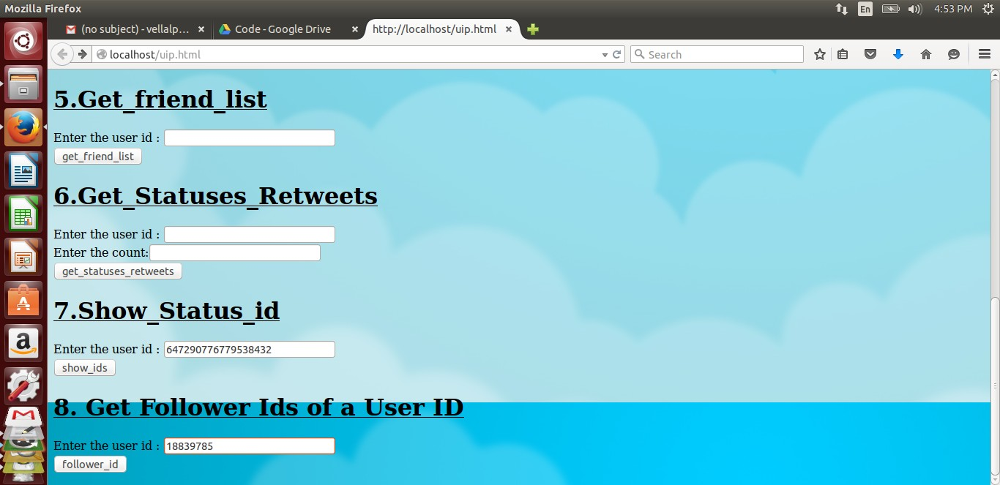 Mozilla Firefox
En
4:53 PM
(no subject) - vellalp...
Code - Google Drive
http://localhost/uip.html
localhost/uip.html
Search
5.Get_friend_list
Enter the user id :
get_friend_list
6.Get_Statuses_Retweets
Enter the user id :
Enter the count:
get_statuses_retweets
7.Show_Status_id
Enter the user id : 647290776779538432
show_ids
8. Get Follower Ids of a User ID
Enter the user id : 18839785
follower_id